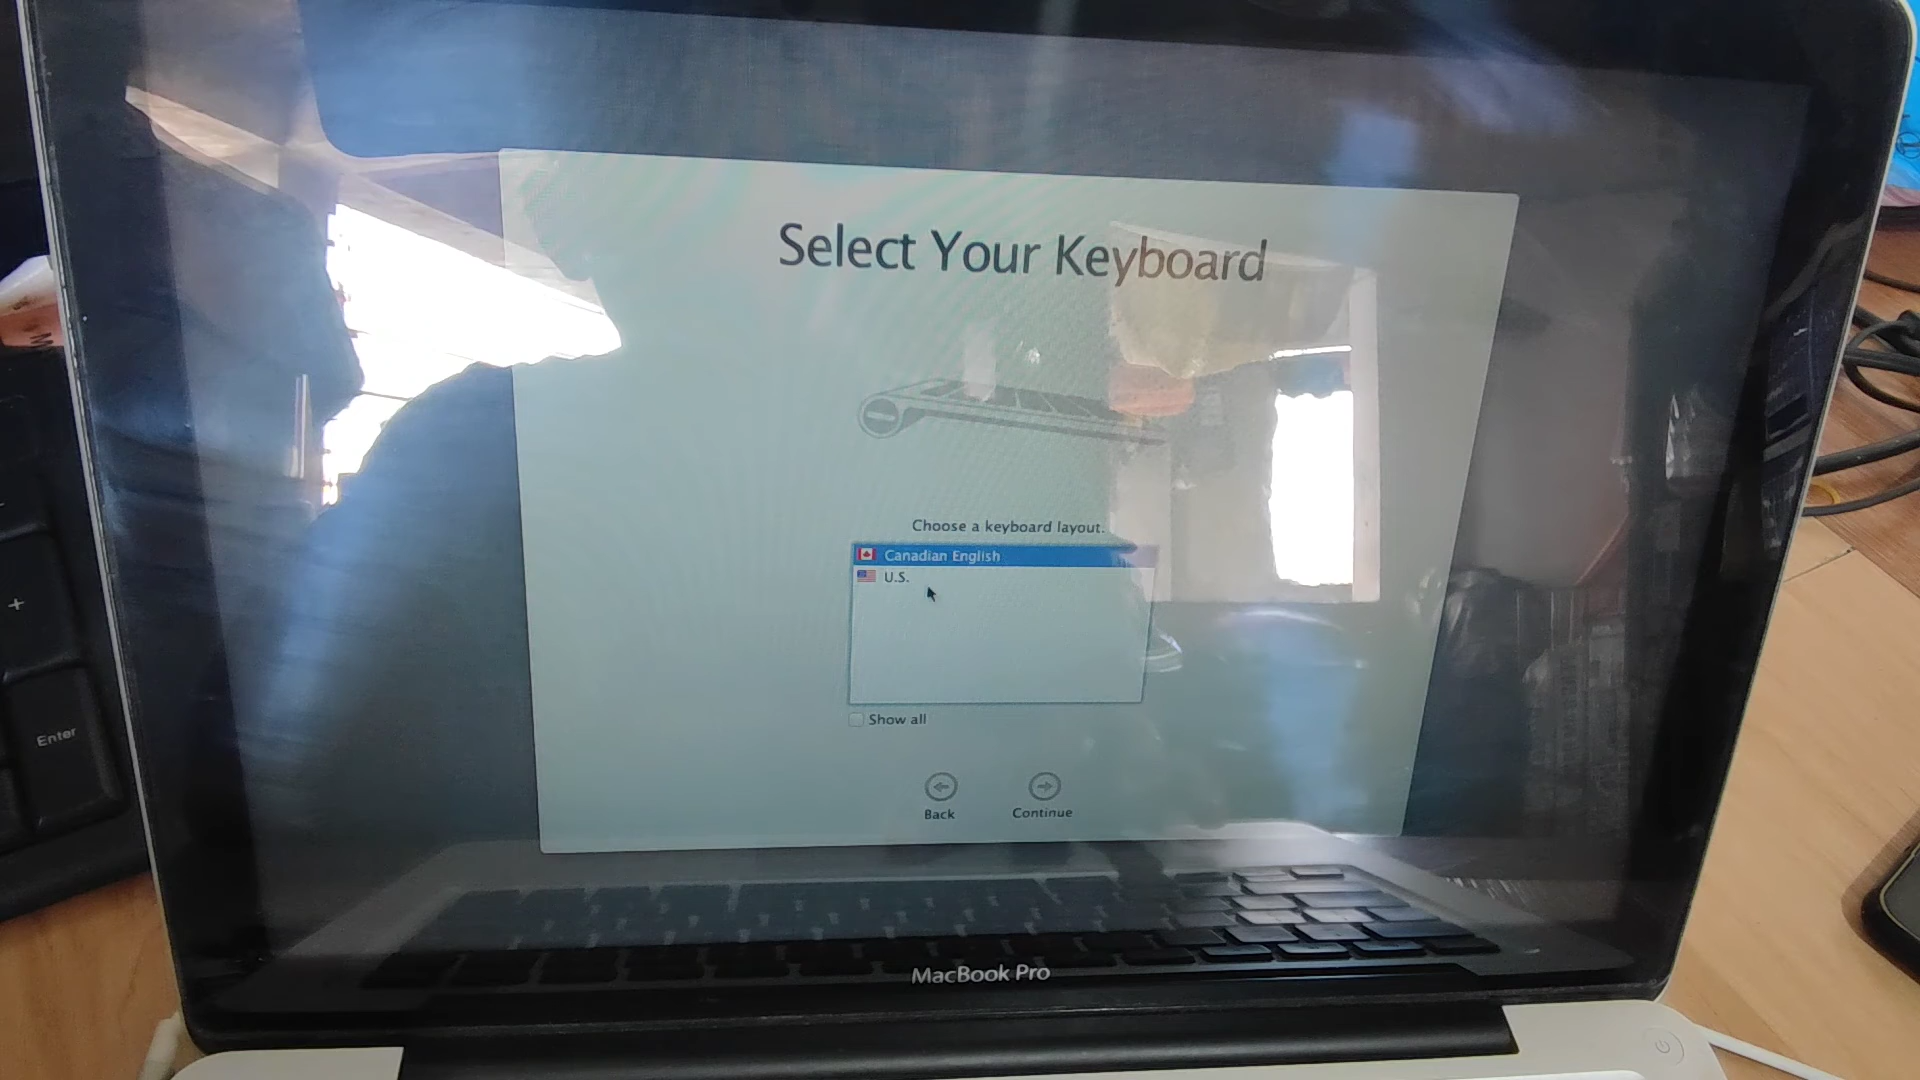 Select Your Keyboard
Choose a keyboard layout.
Canadian English
U.S.
Show all
Back
Continue
+
Enter
MacBook Pro